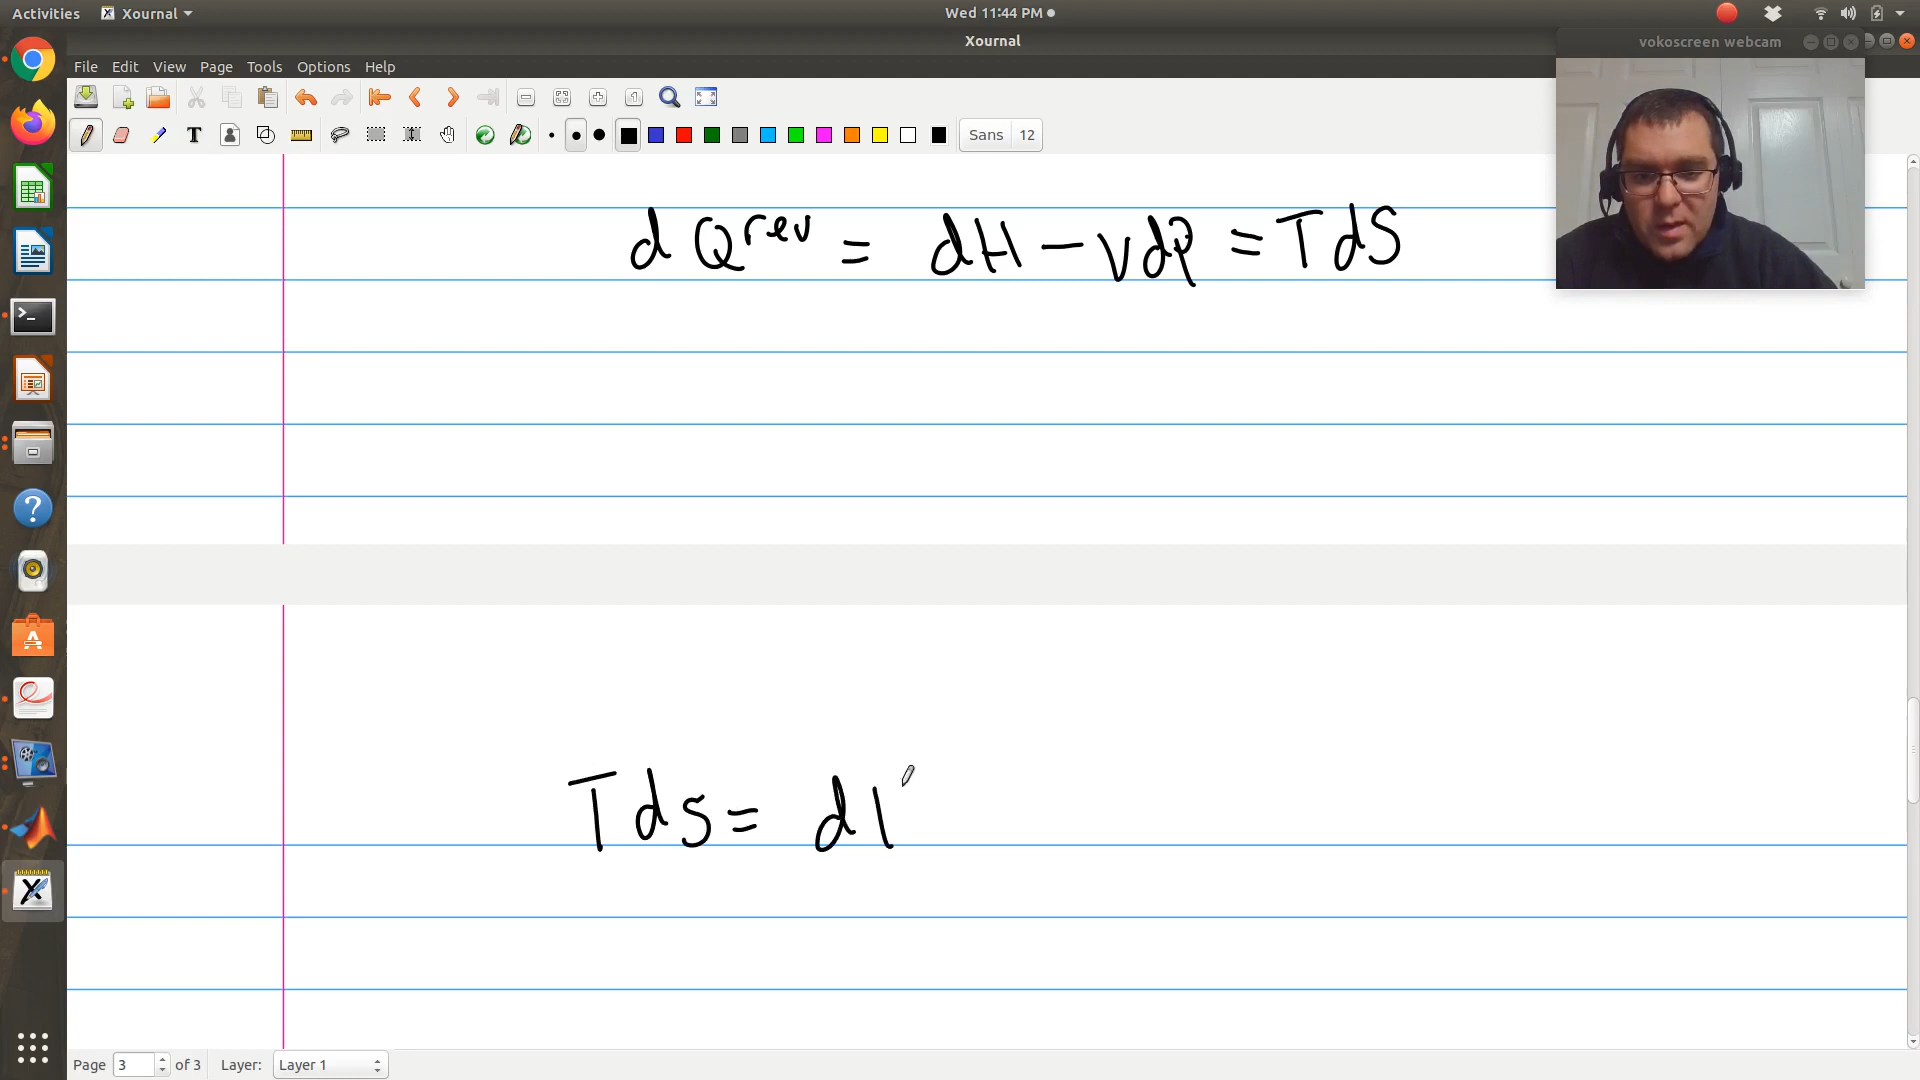 Activities Xournal Wed 11:44 PM
Xournal
vokoscreen webcam
File Edit View Page Tools Options Help
Sans 12
d Q^rev = dH - VdP = TdS
Tds = dl
Page 3 of 3 Layer: Layer 1